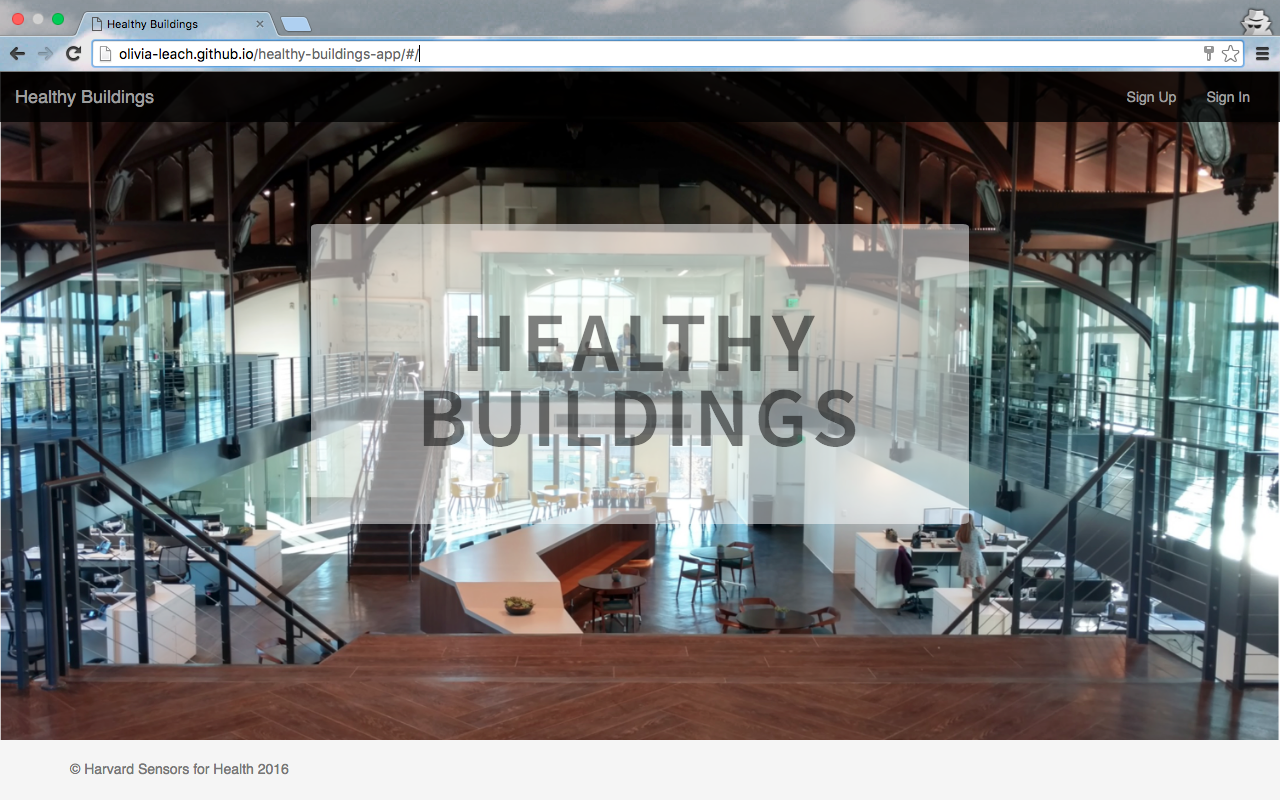 Healthy Buildings
olivia-leach.github.io/healthy-buildings-app/#/
Healthy Buildings
Sign Up
Sign In
HEALTHY
BUILDINGS
© Harvard Sensors for Health 2016